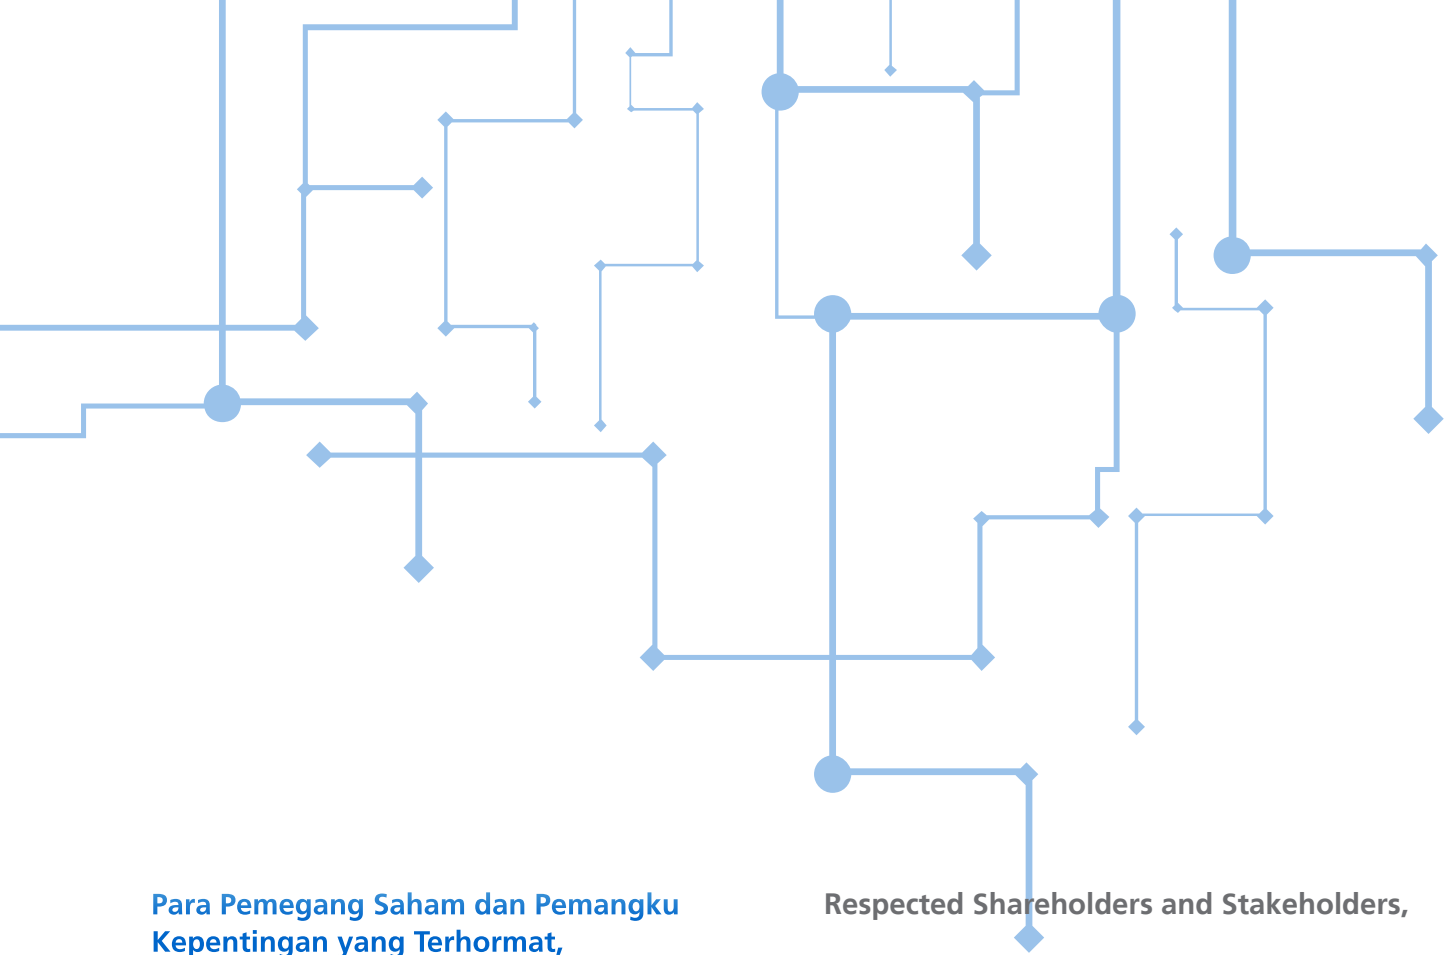 Para Pemegang Saham dan Pemangku
Kepentingan yang Terhormat,
Respected Shareholders and Stakeholders,